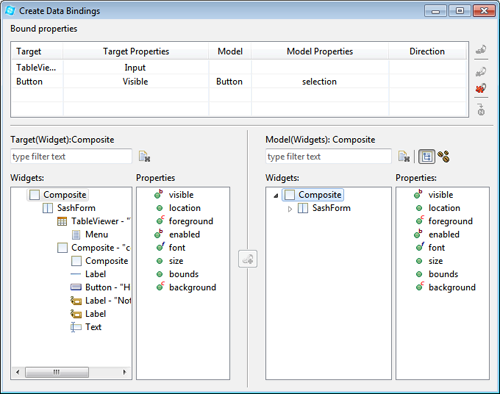 Create Data Bindings
Bound properties
Target Target Properties Model Model Properties Direction
TableVie... Input
Button Visible Button selection
Target(Widget):Composite
Model(Widgets): Composite
type filter text
type filter text
Widgets:
Properties
Widgets:
Properties:
Composite
SashForm
TableViewer - "
Menu
Composite - "c
Composite
Label
Button - "H
Label - "Not
Label
Text
visible
location
foreground
enabled
font
size
bounds
background
Composite
SashForm
visible
location
foreground
enabled
font
size
bounds
background